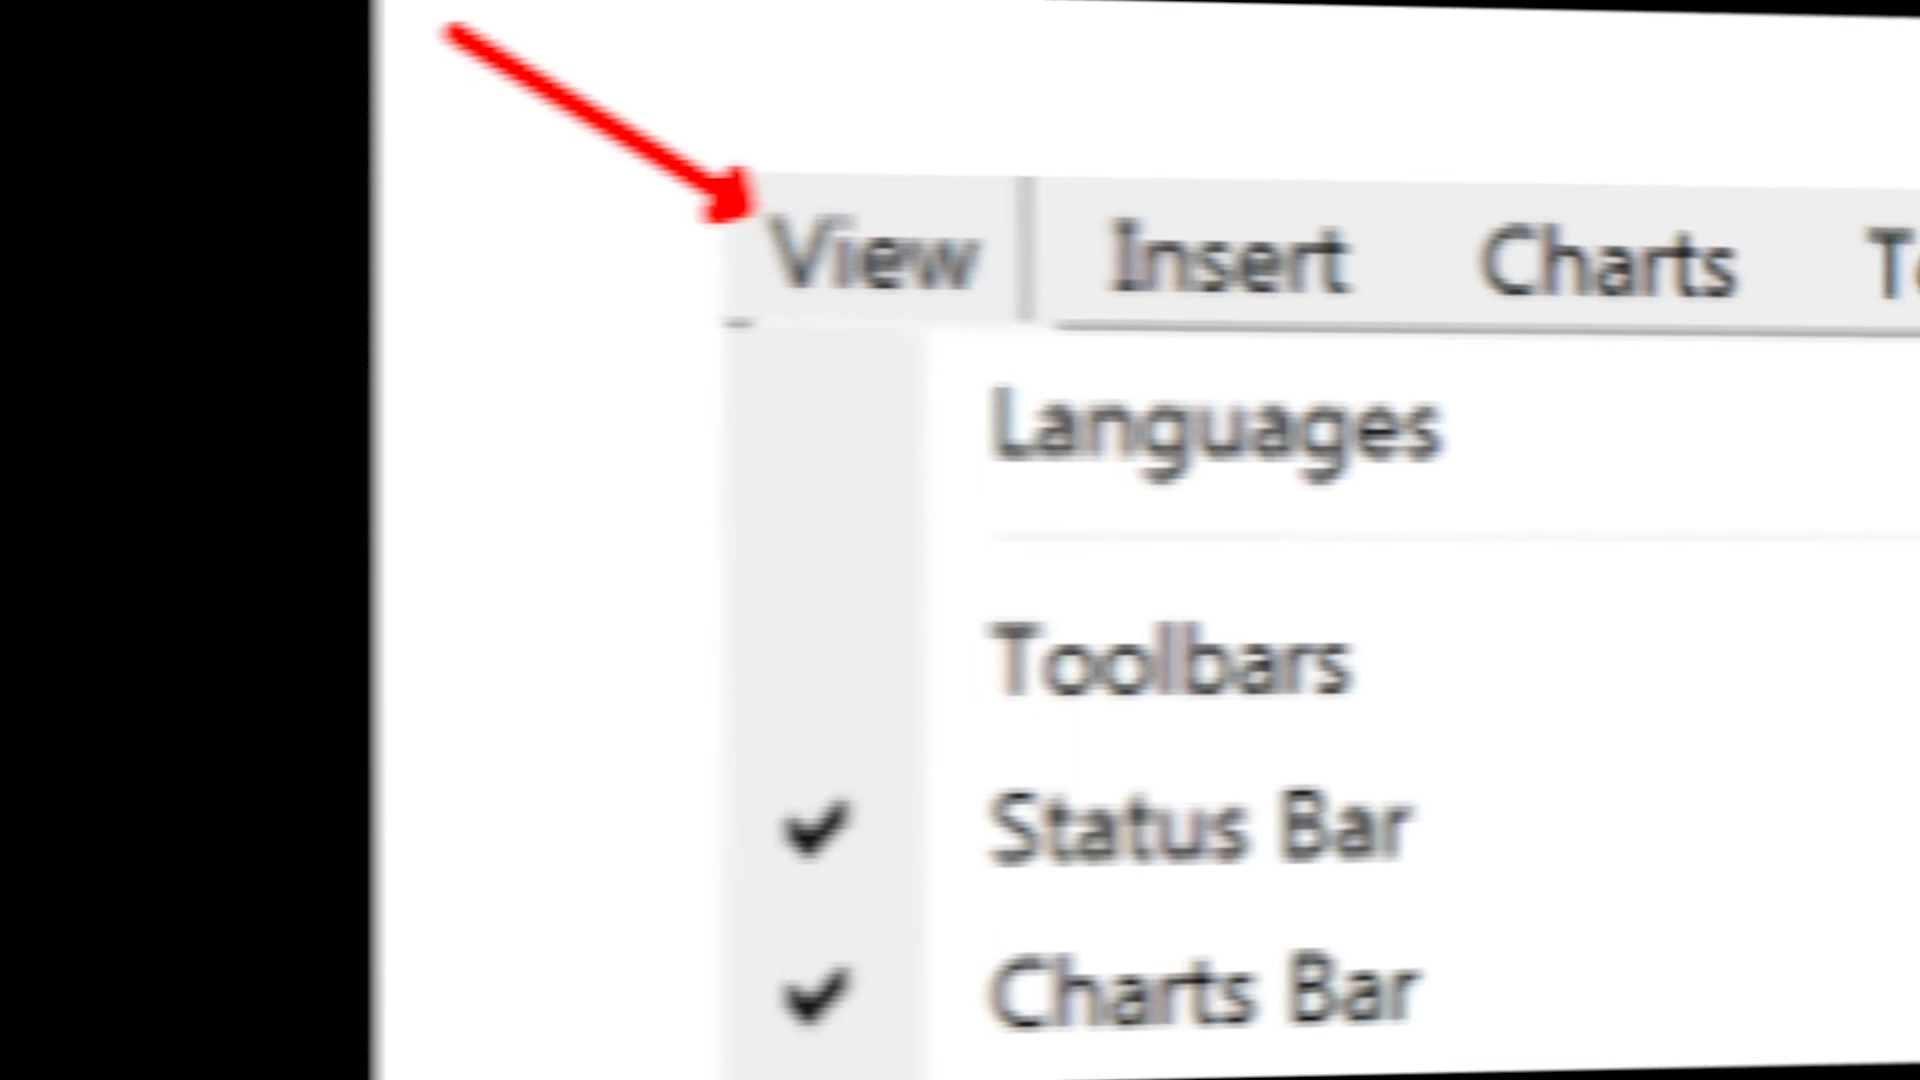 View Insert Charts
Languages
Toolbars
Status Bar
Charts Bar